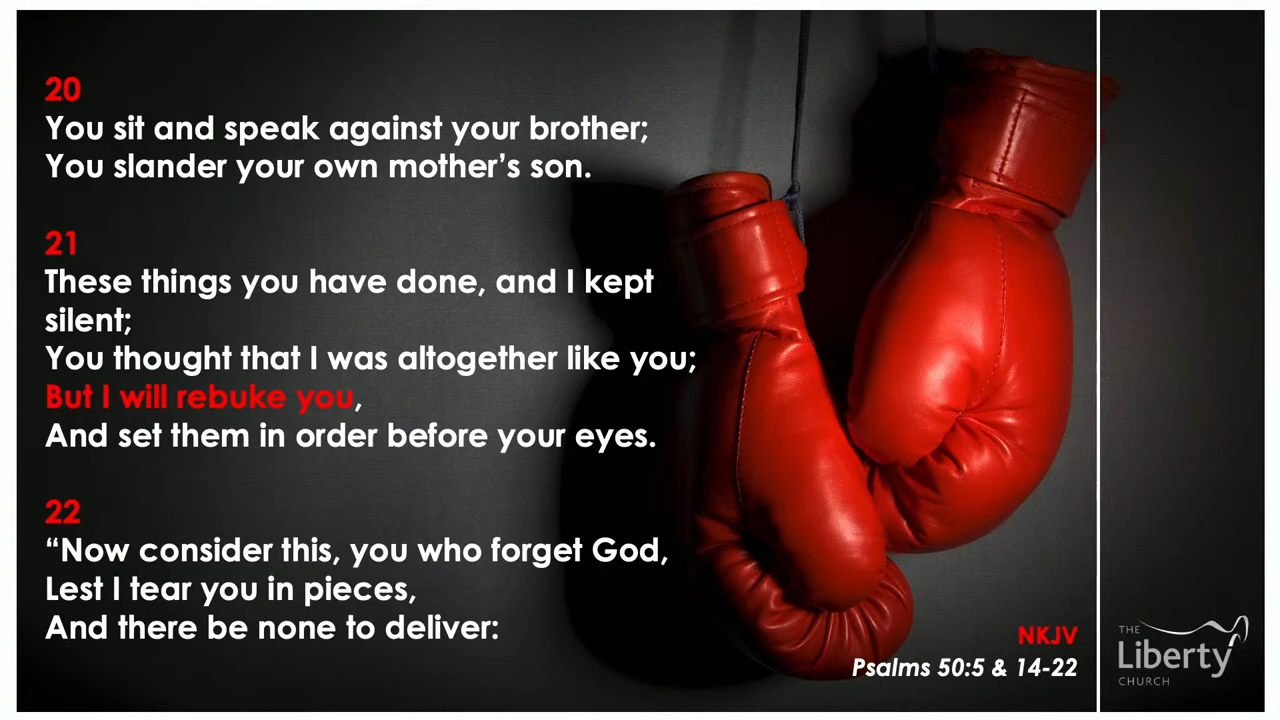 20
You sit and speak against your brother;
You slander your own mother’s son.
21
These things you have done, and I kept
silent;
You thought that I was altogether like you;
But I will rebuke you,
And set them in order before your eyes.
22
“Now consider this, you who forget God,
Lest I tear you in pieces,
And there be none to deliver:
NKJV
Psalms 50:5 & 14-22
THE
Liberty
CHURCH